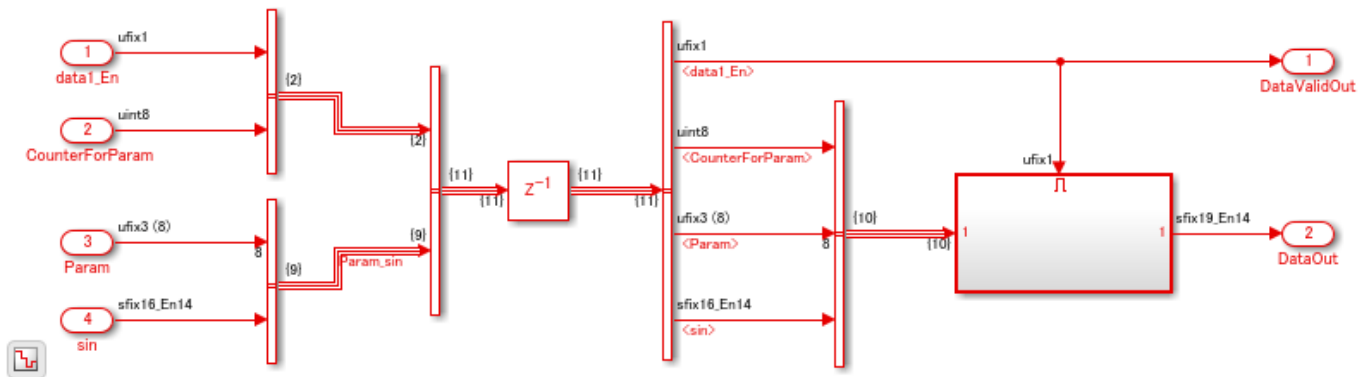 1
ufix1
data1_En
2
uint8
CounterForParam
{2}
{2}
3
ufix3 (8)
Param
8
4
sfix16_En14
sin
{9}
{9}
Param_sin
{11}
{11}
Z⁻¹
{11}
{11}
ufix1
<data1_En>
uint8
<CounterForParam>
ufix3 (8)
<Param>
8
sfix16_En14
<sin>
{10}
{10}
ufix1
1
1
sfix19_En14
1
DataValidOut
2
DataOut